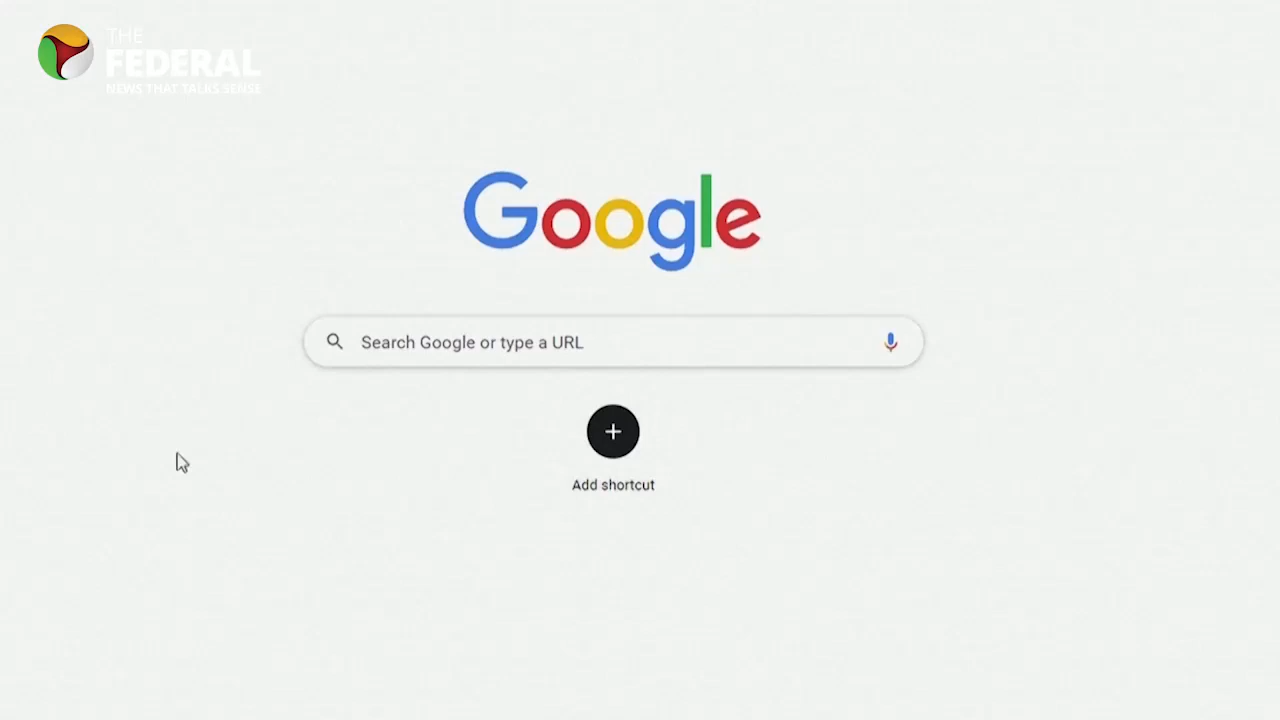 THE
FEDERAL
NEWS THAT TALKS SENSE
Google
Search Google or type a URL
Add shortcut